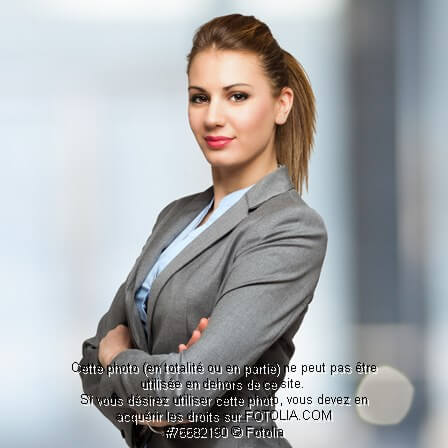 Cette photo (en totalité ou en partie) ne peut pas être
utilisée en dehors de ce site.
Si vous désirez utiliser cette photo, vous devez en
acquérir les droits sur FOTOLIA.COM
#76682190 © Fotolia